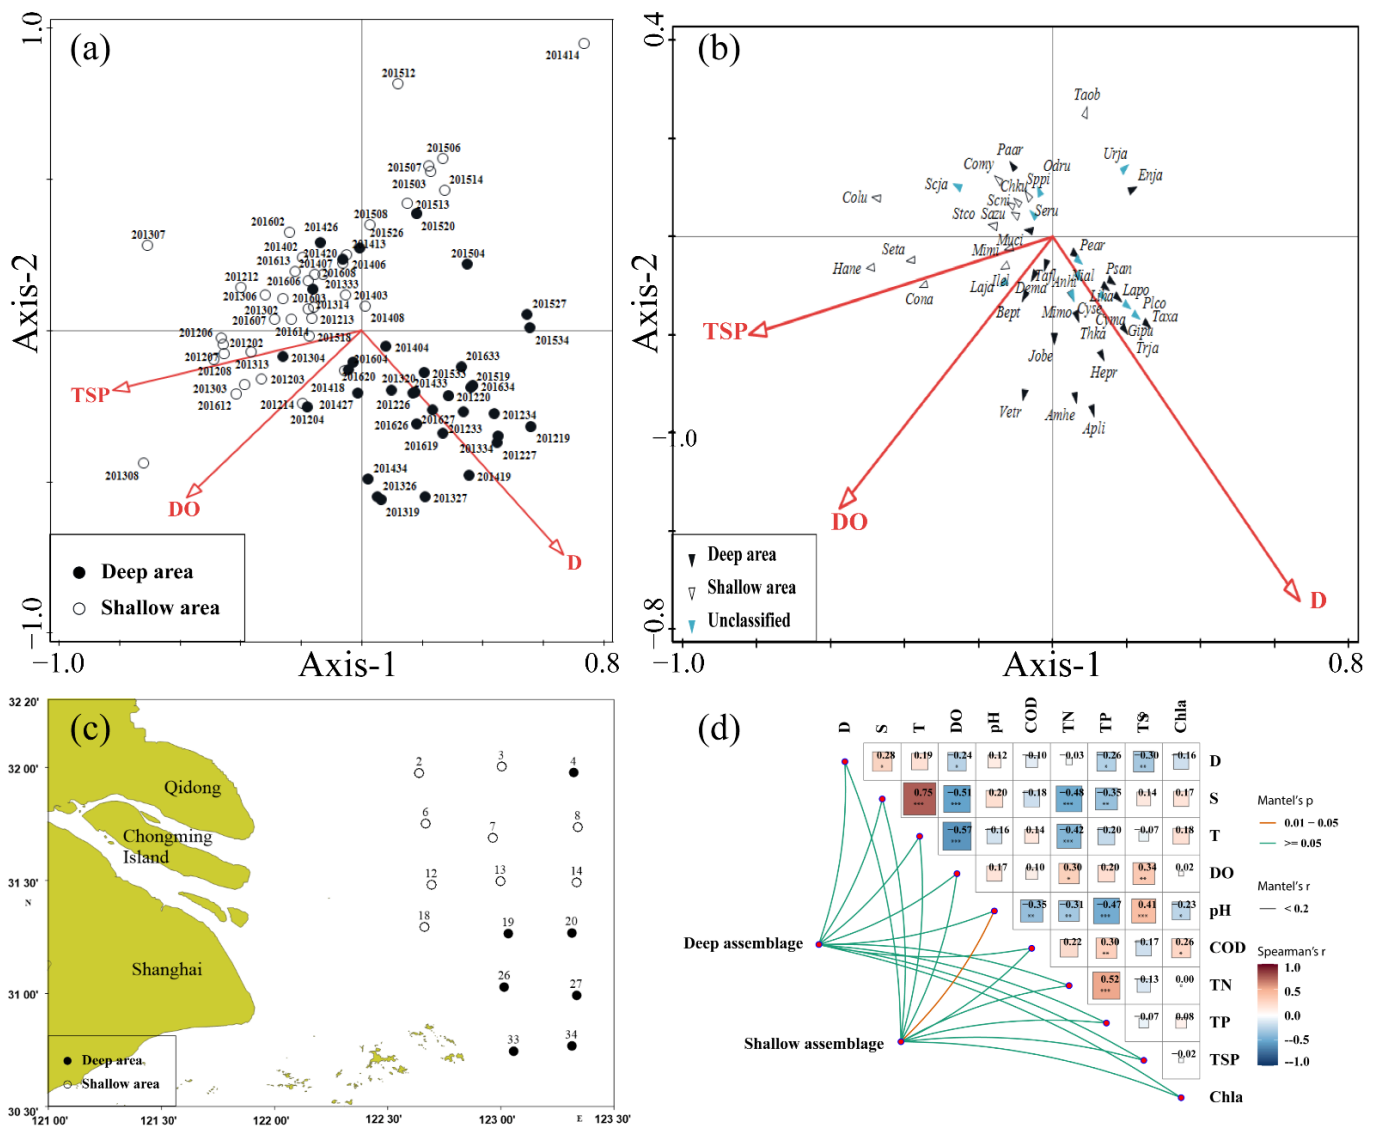 (a)
1.0
Axis-2
−1.0
−1.0
Axis-1
0.8
201414
201512
201506
201507
201503
201514
201513
201520
201508
201526
201602
201426
201307
201402
201420
201413
201504
201613
201407
201406
201212
201606
201608
201333
201306
201603
201403
201527
201302
201314
201408
201607
201213
201534
201206
201614
201518
201404
201207
201202
201304
201604
201633
201208
201313
201620
201320
201533
201519
201303
201203
201418
201433
201634
201612
201214
201427
201226
201220
201204
201627
201234
201626
201233
201219
201619
201334
201227
201308
201434
201419
201326
201327
201319
TSP
DO
D
Deep area
Shallow area
(b)
0.4
−1.0
−0.8
−1.0
Axis-1
0.8
Taob
Paar
Comy
Odru
Urja
Enja
Scja
Chku
Sppi
Colu
Scni
Stco
Sazu
Seru
Muci
Mimi
Seta
Hane
Cona
Pear
Ilel
Laja
Tafl
Dema
Anhi
Nial
Psan
Lapo
Plco
Bept
Mimo
Liha
Cyse
Cyma
Taxa
Thka
Gipu
Trja
Jobe
Hepr
Vetr
Amhe
Apli
TSP
DO
D
Deep area
Shallow area
Unclassified
(c)
32 20'
32 00'
31 30'
N
31 00'
30 30'
121 00'
121 30'
122 00'
122 30'
123 00'
E
123 30'
Qidong
Chongming
Island
Shanghai
2
3
4
6
7
8
12
13
14
18
19
20
26
27
33
34
Deep area
Shallow area
(d)
D
S
T
DO
pH
COD
TN
TP
TS
Chla
0.28 0.19 −0.24 0.12 −0.10 −0.03 −0.26 −0.30 −0.16 D
* * * **
0.75 −0.51 0.20 −0.18 −0.48 −0.35 0.14 0.17 S
*** *** *** **
−0.57 −0.16 0.14 −0.42 −0.20 −0.07 0.18 T
*** ***
0.17 0.10 0.30 0.20 0.34 0.02 DO
* **
−0.35 −0.31 −0.47 0.41 −0.23 pH
** ** *** *** *
0.22 0.30 −0.17 0.26 COD
** *
0.52 −0.13 0.00 TN
***
−0.07 0.08 TP
−0.02 TSP
Chla
Deep assemblage
Shallow assemblage
Mantel's p
0.01 − 0.05
>= 0.05
Mantel's r
< 0.2
Spearman's r
1.0
0.5
0.0
−0.5
−1.0